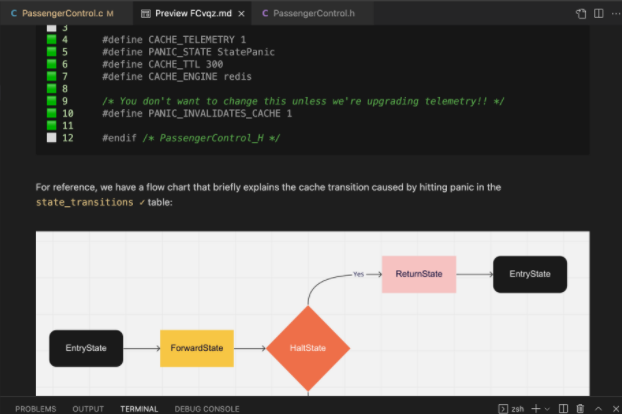 C PassengerControl.c M
Preview FCvqz.md ×
C PassengerControl.h
3
4 #define CACHE_TELEMETRY 1
5 #define PANIC_STATE StatePanic
6 #define CACHE_TTL 300
7 #define CACHE_ENGINE redis
8
9 /* You don't want to change this unless we're upgrading telemetry!! */
10 #define PANIC_INVALIDATES_CACHE 1
11
12 #endif /* PassengerControl_H */
For reference, we have a flow chart that briefly explains the cache transition caused by hitting panic in the
state_transitions ✓ table:
Yes
ReturnState
EntryState
EntryState
ForwardState
HaltState
PROBLEMS OUTPUT TERMINAL DEBUG CONSOLE
zsh